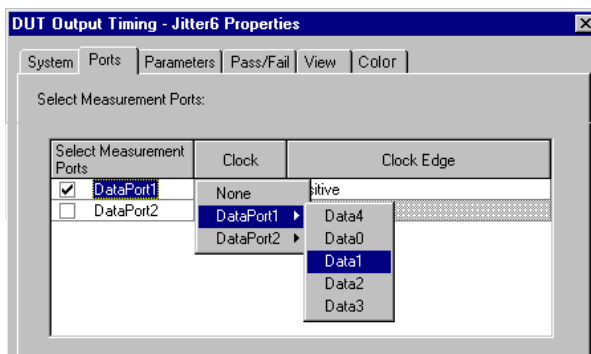 DUT Output Timing - Jitter6 Properties
System Ports Parameters Pass/Fail View Color
Select Measurement Ports:
Select Measurement Ports Clock Clock Edge
DataPort1 sitive
DataPort2
None
DataPort1
DataPort2
Data4
Data0
Data1
Data2
Data3